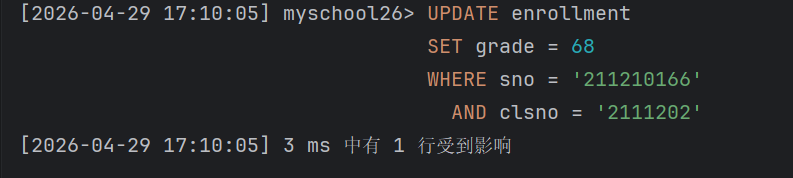 [2026-04-29 17:10:05] myschool26> UPDATE enrollment
SET grade = 68
WHERE sno = '211210166'
AND clsno = '2111202'
[2026-04-29 17:10:05] 3 ms 中有 1 行受到影响